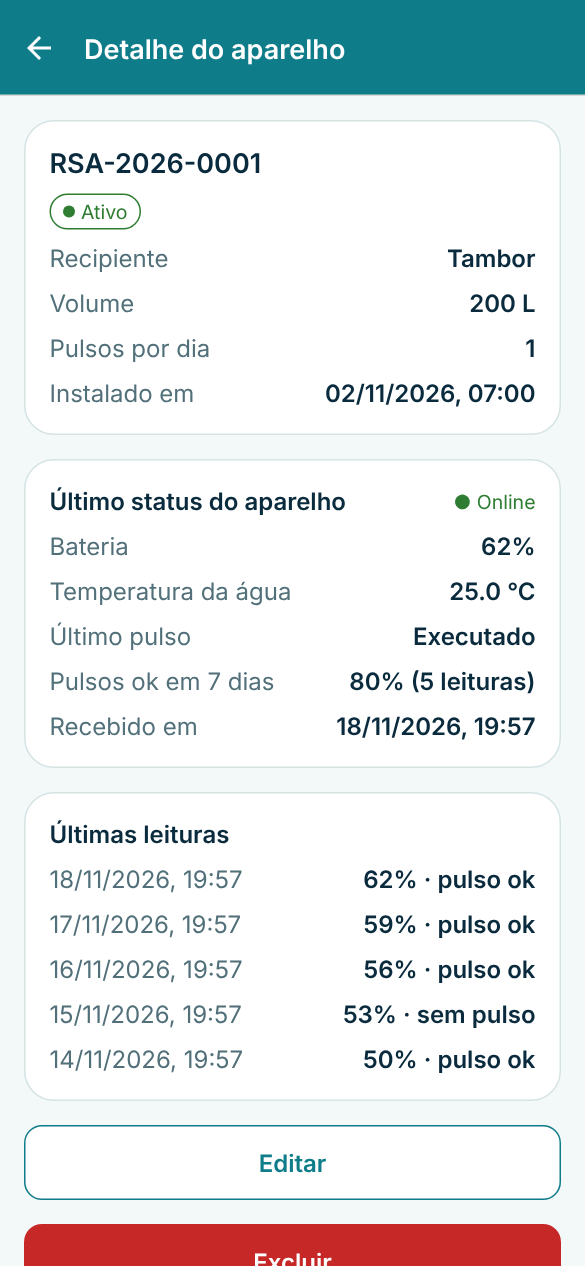 Detalhe do aparelho
RSA-2026-0001
Ativo
Recipiente Tambor
Volume 200 L
Pulsos por dia 1
Instalado em 02/11/2026, 07:00
Último status do aparelho Online
Bateria 62%
Temperatura da água 25.0 °C
Último pulso Executado
Pulsos ok em 7 dias 80% (5 leituras)
Recebido em 18/11/2026, 19:57
Últimas leituras
18/11/2026, 19:57 62% · pulso ok
17/11/2026, 19:57 59% · pulso ok
16/11/2026, 19:57 56% · pulso ok
15/11/2026, 19:57 53% · sem pulso
14/11/2026, 19:57 50% · pulso ok
Editar
Excluir